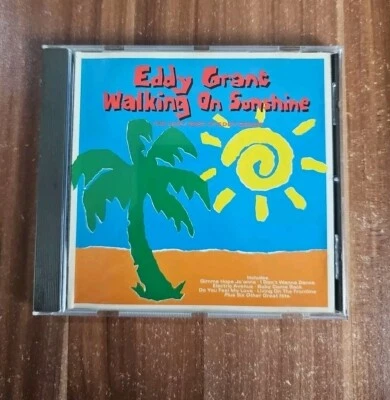 Eddy Grant
Walking On Sunshine
Includes
Gimme Hope Jo'anna · I Don't Wanna Dance
Electric Avenue · Baby Come Back
Do You Feel My Love · Living On The Frontline
Plus Six Other Great Hits